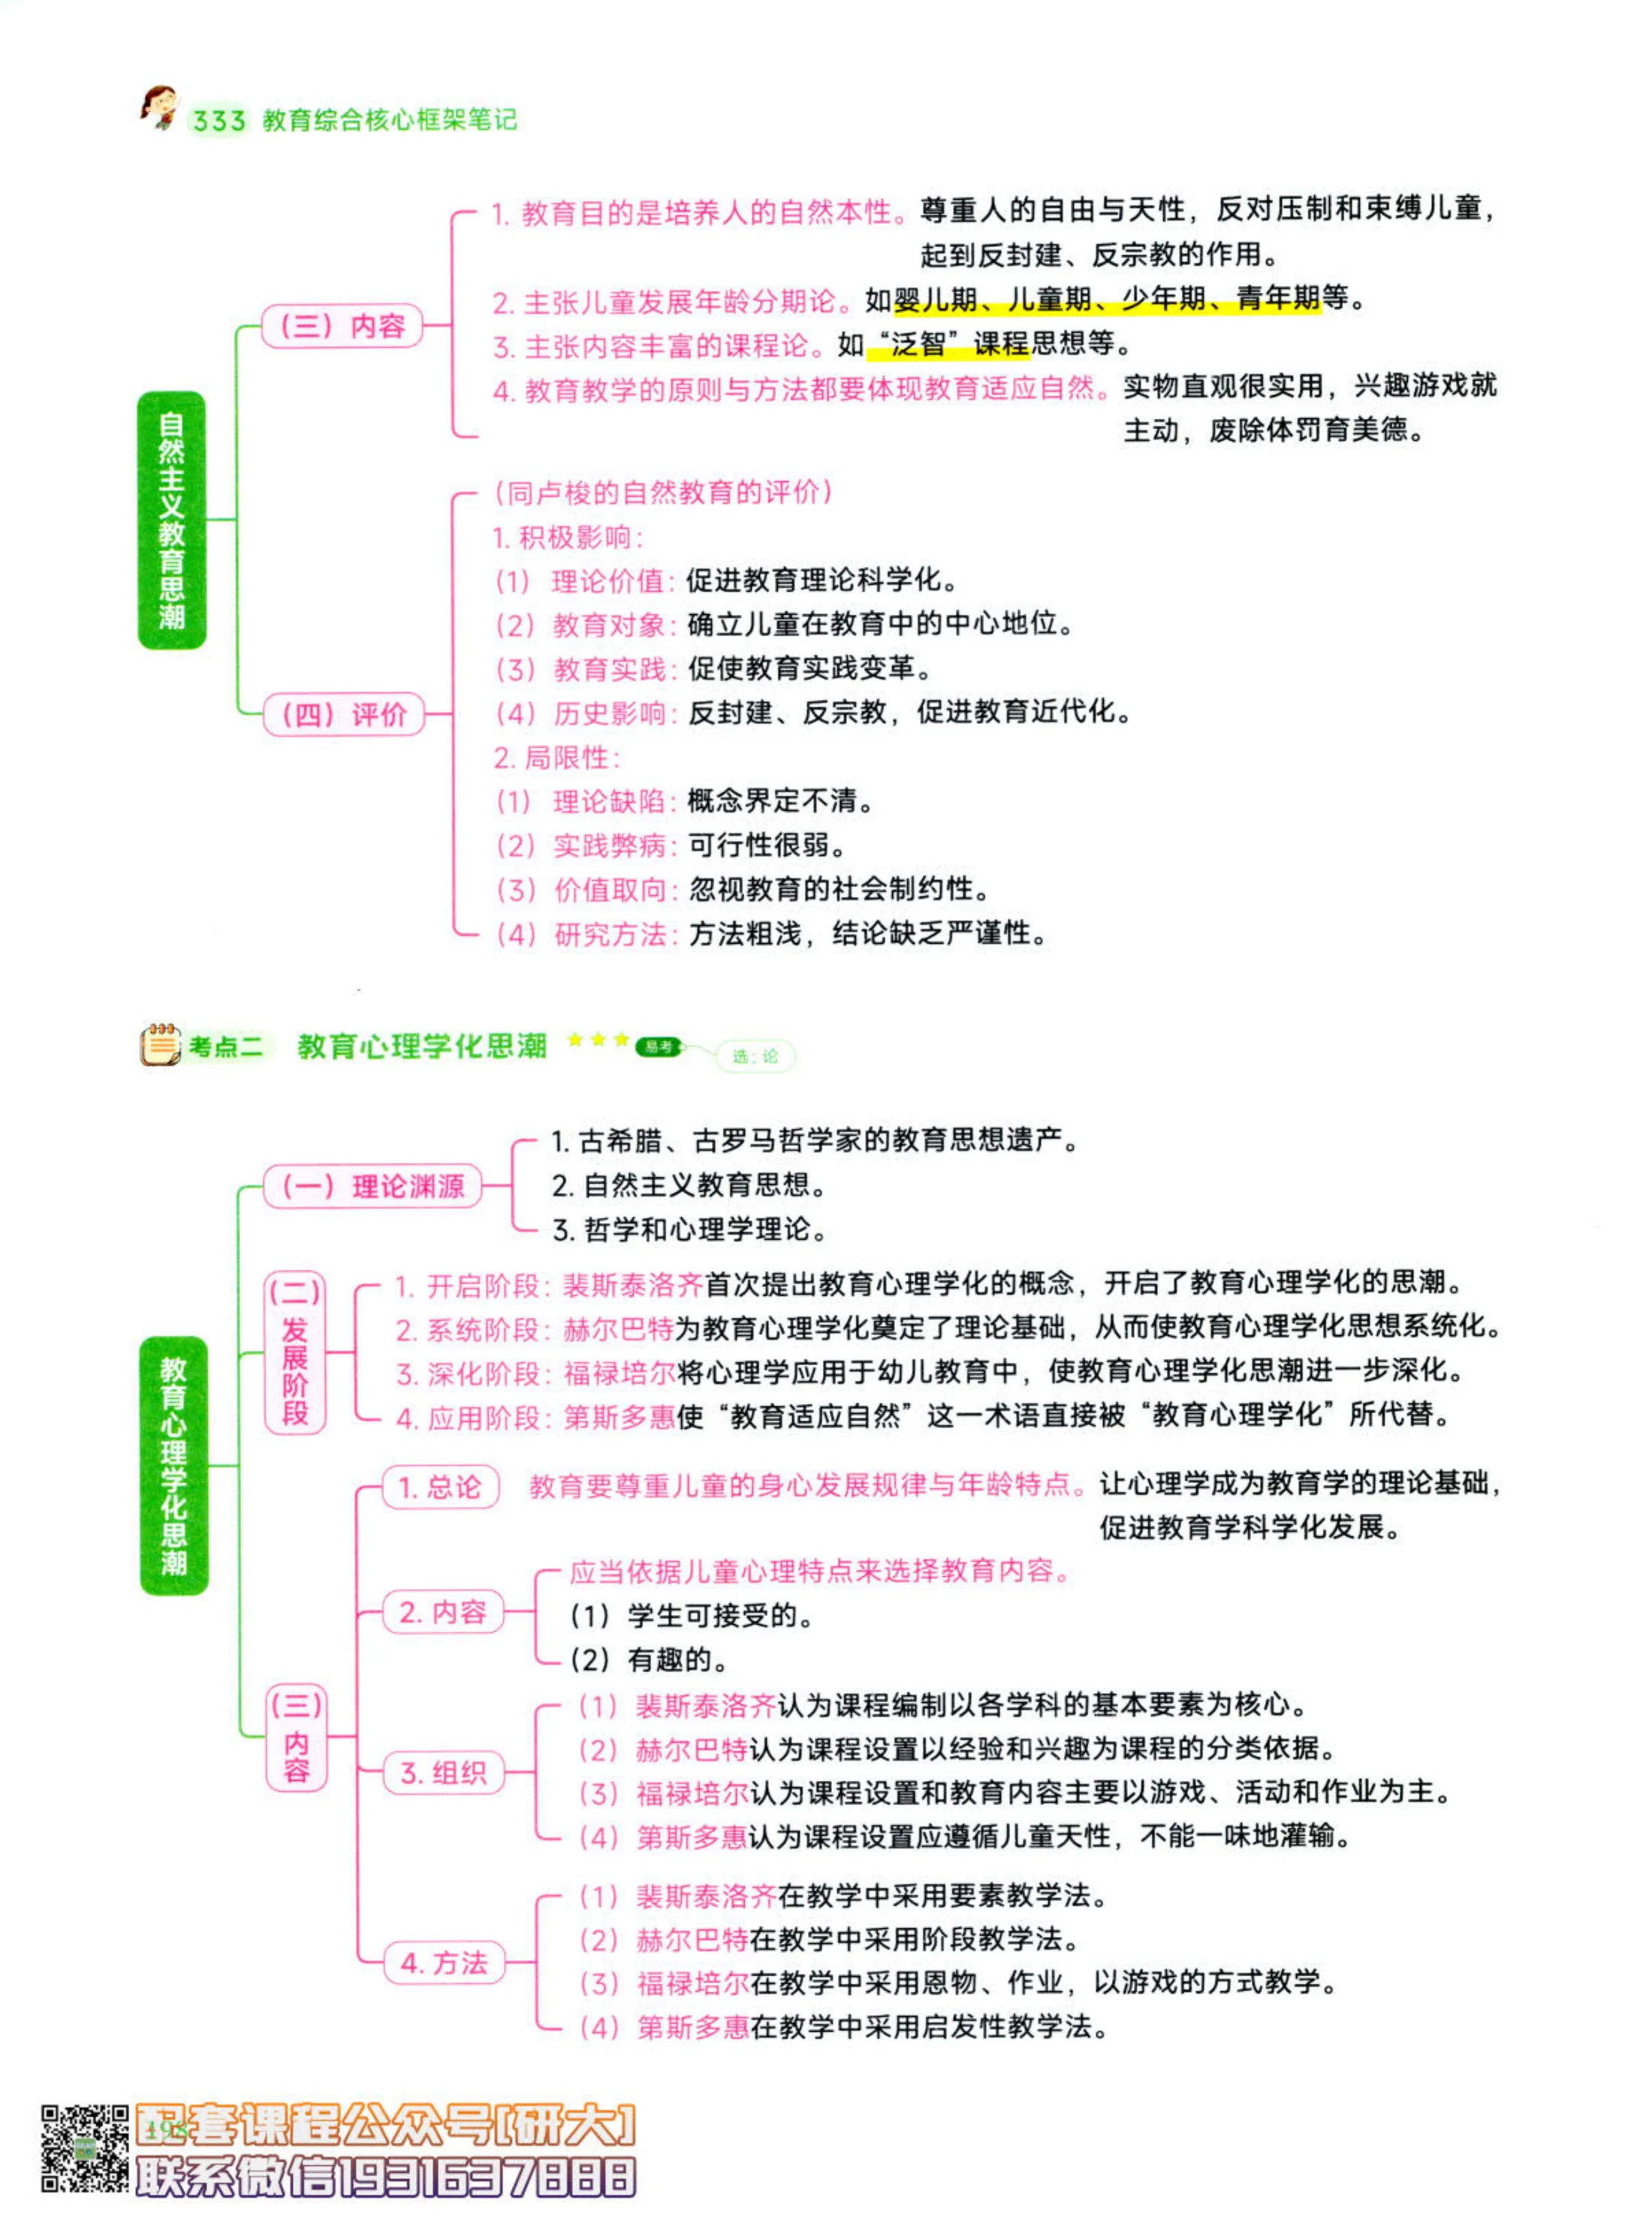 333 教育综合核心框架笔记
自然主义教育思潮
（三）内容
1. 教育目的是培养人的自然本性。尊重人的自由与天性，反对压制和束缚儿童，
起到反封建、反宗教的作用。
2. 主张儿童发展年龄分期论。如婴儿期、儿童期、少年期、青年期等。
3. 主张内容丰富的课程论。如“泛智”课程思想等。
4. 教育教学的原则与方法都要体现教育适应自然。实物直观很实用，兴趣游戏就
主动，废除体罚育美德。
（四）评价
（同卢梭的自然教育的评价）
1. 积极影响：
（1）理论价值：促进教育理论科学化。
（2）教育对象：确立儿童在教育中的中心地位。
（3）教育实践：促使教育实践变革。
（4）历史影响：反封建、反宗教，促进教育近代化。
2. 局限性：
（1）理论缺陷：概念界定不清。
（2）实践弊病：可行性很弱。
（3）价值取向：忽视教育的社会制约性。
（4）研究方法：方法粗浅，结论缺乏严谨性。
考点二 教育心理学化思潮 易考 选：论
教育心理学化思潮
（一）理论渊源
1. 古希腊、古罗马哲学家的教育思想遗产。
2. 自然主义教育思想。
3. 哲学和心理学理论。
（二）发展阶段
1. 开启阶段：裴斯泰洛齐首次提出教育心理学化的概念，开启了教育心理学化的思潮。
2. 系统阶段：赫尔巴特为教育心理学化奠定了理论基础，从而使教育心理学化思想系统化。
3. 深化阶段：福禄培尔将心理学应用于幼儿教育中，使教育心理学化思潮进一步深化。
4. 应用阶段：第斯多惠使“教育适应自然”这一术语直接被“教育心理学化”所代替。
（三）内容
1. 总论
教育要尊重儿童的身心发展规律与年龄特点。让心理学成为教育学的理论基础，
促进教育学科学化发展。
2. 内容
应当依据儿童心理特点来选择教育内容。
（1）学生可接受的。
（2）有趣的。
3. 组织
（1）裴斯泰洛齐认为课程编制以各学科的基本要素为核心。
（2）赫尔巴特认为课程设置以经验和兴趣为课程的分类依据。
（3）福禄培尔认为课程设置和教育内容主要以游戏、活动和作业为主。
（4）第斯多惠认为课程设置应遵循儿童天性，不能一味地灌输。
4. 方法
（1）裴斯泰洛齐在教学中采用要素教学法。
（2）赫尔巴特在教学中采用阶段教学法。
（3）福禄培尔在教学中采用恩物、作业，以游戏的方式教学。
（4）第斯多惠在教学中采用启发性教学法。
198
配套课程公众号[研大]
联系微信1931637888